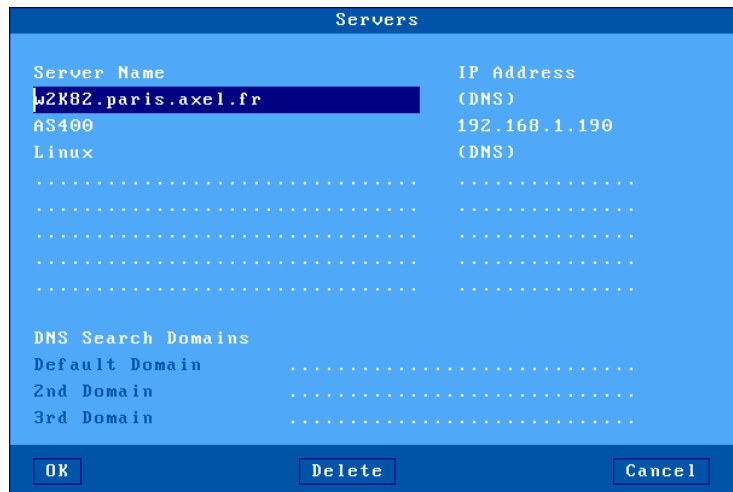 Servers
Server Name IP Address
w2K82.paris.axel.fr (DNS)
AS400 192.168.1.190
Linux (DNS)
................................ ...............
................................ ...............
................................ ...............
................................ ...............
................................ ...............
DNS Search Domains
Default Domain .............................
2nd Domain .............................
3rd Domain .............................
OK Delete Cancel